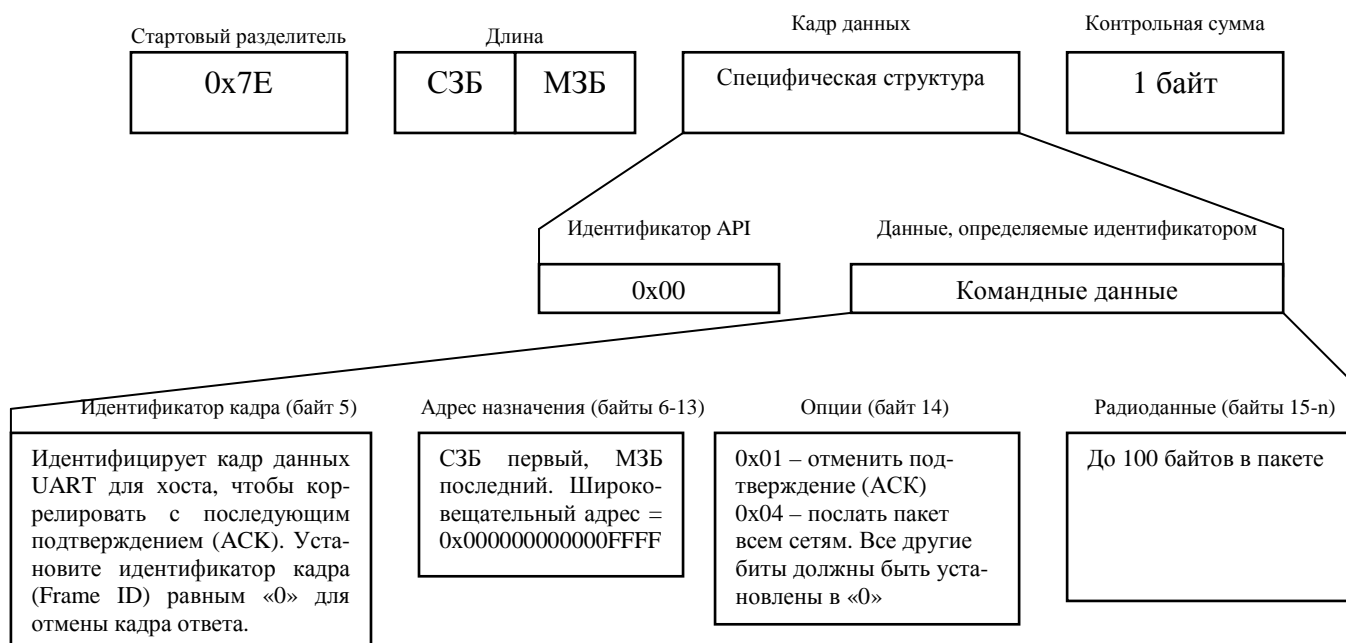 Стартовый разделитель
Длина
Кадр данных
Контрольная сумма
0x7E
СЗБ
МЗБ
Специфическая структура
1 байт
Идентификатор API
Данные, определяемые идентификатором
0x00
Командные данные
Идентификатор кадра (байт 5)
Адрес назначения (байты 6-13)
Опции (байт 14)
Радиоданные (байты 15-n)
Идентифицирует кадр данных
UART для хоста, чтобы кор-
релировать с последующим
подтверждением (ACK). Уста-
новите идентификатор кадра
(Frame ID) равным «0» для
отмены кадра ответа.
СЗБ первый, МЗБ
последний. Широко-
вещательный адрес =
0x000000000000FFFF
0x01 – отменить под-
тверждение (ACK)
0x04 – послать пакет
всем сетям. Все другие
биты должны быть уста-
новлены в «0»
До 100 байтов в пакете